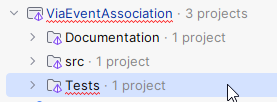 ViaEventAssociation · 3 projects
Documentation · 1 project
src · 1 project
Tests · 1 project